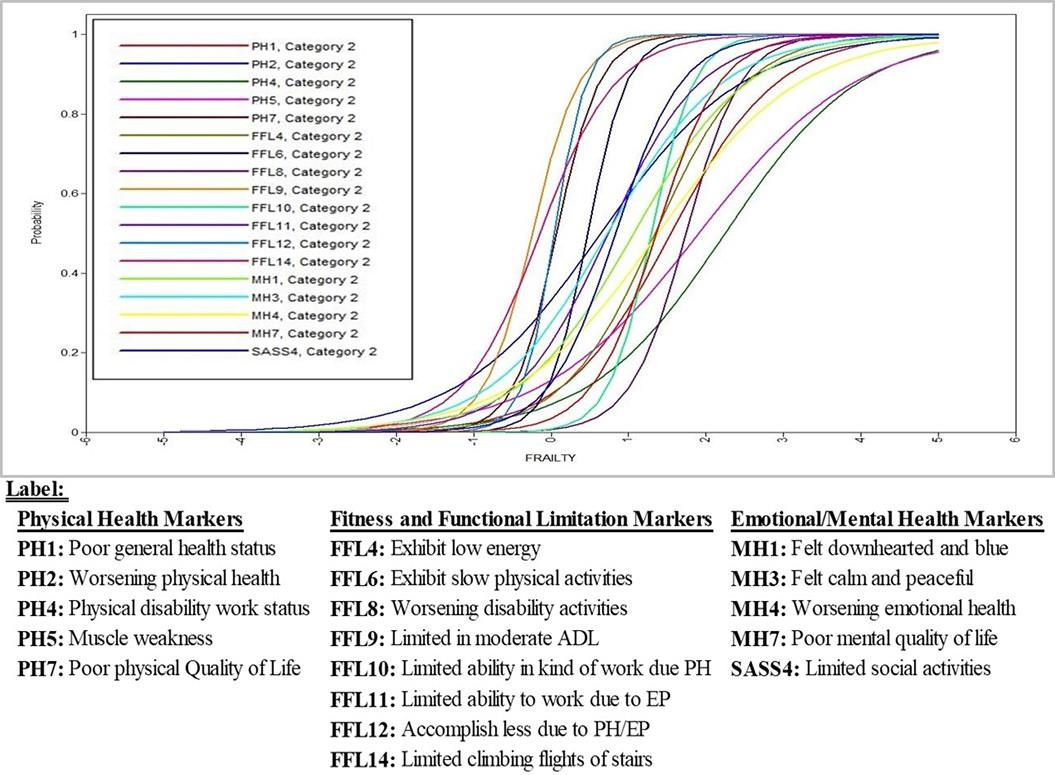 1
0.8
0.6
0.4
0.2
0
Probability
PH1, Category 2
PH2, Category 2
PH4, Category 2
PH5, Category 2
PH7, Category 2
FFL4, Category 2
FFL6, Category 2
FFL8, Category 2
FFL9, Category 2
FFL10, Category 2
FFL11, Category 2
FFL12, Category 2
FFL14, Category 2
MH1, Category 2
MH3, Category 2
MH4, Category 2
MH7, Category 2
SASS4, Category 2
-6 -5 -4 -3 -2 -1 0 1 2 3 4 5 6
FRAILTY
Label:
Physical Health Markers
PH1: Poor general health status
PH2: Worsening physical health
PH4: Physical disability work status
PH5: Muscle weakness
PH7: Poor physical Quality of Life
Fitness and Functional Limitation Markers
FFL4: Exhibit low energy
FFL6: Exhibit slow physical activities
FFL8: Worsening disability activities
FFL9: Limited in moderate ADL
FFL10: Limited ability in kind of work due PH
FFL11: Limited ability to work due to EP
FFL12: Accomplish less due to PH/EP
FFL14: Limited climbing flights of stairs
Emotional/Mental Health Markers
MH1: Felt downhearted and blue
MH3: Felt calm and peaceful
MH4: Worsening emotional health
MH7: Poor mental quality of life
SASS4: Limited social activities